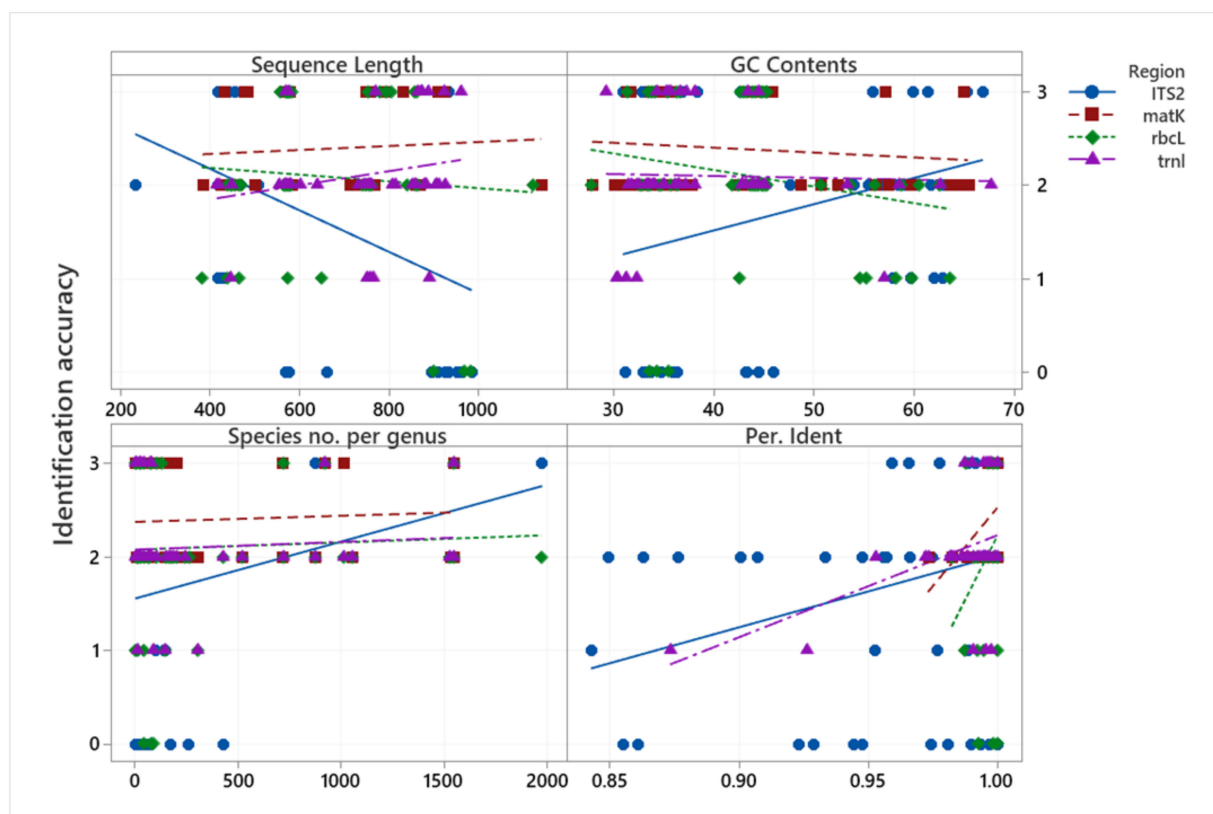 Sequence Length
GC Contents
Region
ITS2
matK
rbcL
trnl
3
2
1
0
200 400 600 800 1000
30 40 50 60 70
Identification accuracy
Species no. per genus
Per. Ident
3
2
1
0
0 500 1000 1500 2000
0.85 0.90 0.95 1.00